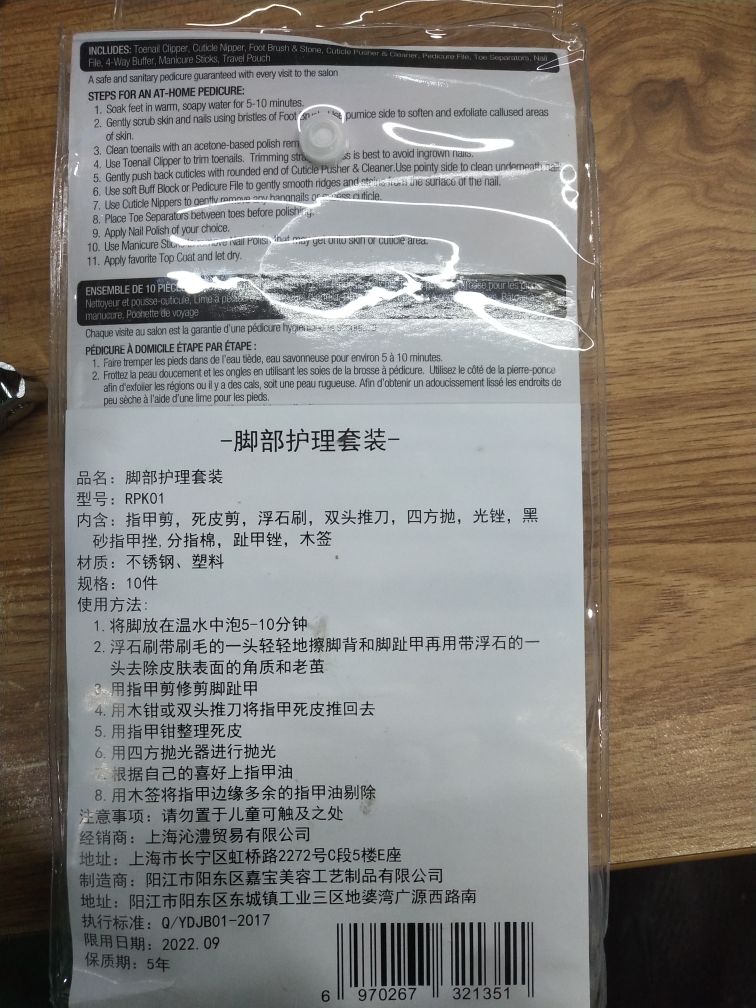 INCLUDES: Toenail Clipper, Cuticle Nipper, Foot Brush & Stone, Cuticle Pusher & Cleaner, Pedicure File, Toe Separators, Nail
File, 4-Way Buffer, Manicure Sticks, Travel Pouch
A safe and sanitary pedicure guaranteed with every visit to the salon
STEPS FOR AN AT-HOME PEDICURE:
1. Soak feet in warm, soapy water for 5-10 minutes.
2. Gently scrub skin and nails using bristles of Foot pumice side to soften and exfoliate callused areas
of skin.
3. Clean toenails with an acetone-based polish
4. Use Toenail Clipper to trim toenails. Trimming is best to avoid ingrown nails.
5. Gently push back cuticles with rounded end of Cuticle Pusher & Cleaner.Use pointy side to clean underneath nail
6. Use soft Buff Block or Pedicure File to gently smooth ridges and stains from the surface of the nail.
7. Use Cuticle Nippers to gently remove any hangnails or excess cuticle.
8. Place Toe Separators between toes before polishing.
9. Apply Nail Polish of your choice.
10. Use Manicure Nail Polish that may get onto skin or cuticle area.
11. Apply favorite Top Coat and let dry.
ENSEMBLE DE 10
Nettoyeur et pousse-cuticule, Lime à
manucure, Pochette de voyage
Chaque visite au salon est la garantie d'une pédicure
PÉDICURE À DOMICILE ÉTAPE PAR ÉTAPE :
1. Faire tremper les pieds dans de l'eau tiède, eau savonneuse pour environ 5 à 10 minutes.
2. Frottez la peau doucement et les ongles en utilisant les soies de la brosse à pédicure. Utilisez le côté de la pierre-ponce
afin d'exfolier les régions ou il y a des cals, soit une peau rugueuse. Afin d'obtenir un adoucissement lissé les endroits de
peu sèche à l'aide d'une lime pour les pieds.
-脚部护理套装-
品名：脚部护理套装
型号：RPK01
内含：指甲剪，死皮剪，浮石刷，双头推刀，四方抛，光锉，黑
砂指甲挫,分指棉，趾甲锉，木签
材质：不锈钢、塑料
规格：10件
使用方法:
1. 将脚放在温水中泡5-10分钟
2. 浮石刷带刷毛的一头轻轻地擦脚背和脚趾甲再用带浮石的一
头去除皮肤表面的角质和老茧
3. 用指甲剪修剪脚趾甲
4. 用木钳或双头推刀将指甲死皮推回去
5. 用指甲钳整理死皮
6. 用四方抛光器进行抛光
7. 根据自己的喜好上指甲油
8. 用木签将指甲边缘多余的指甲油剔除
注意事项：请勿置于儿童可触及之处
经销商：上海沁澧贸易有限公司
地址：上海市长宁区虹桥路2272号C段5楼E座
制造商：阳江市阳东区嘉宝美容工艺制品有限公司
地址：阳江市阳东区东城镇工业三区地婆湾广源西路南
执行标准：Q/YDJB01-2017
限用日期：2022.09
保质期：5年
6 970267 321351